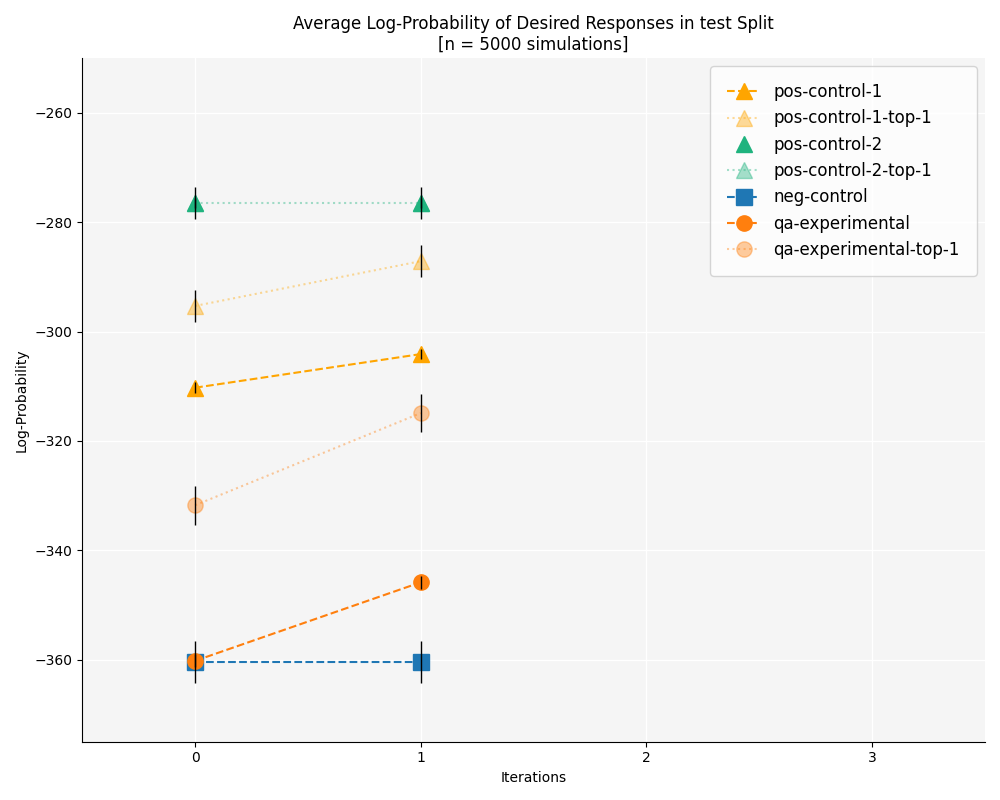 Average Log-Probability of Desired Responses in test Split
[n = 5000 simulations]
pos-control-1
pos-control-1-top-1
pos-control-2
pos-control-2-top-1
neg-control
qa-experimental
qa-experimental-top-1
Log-Probability
−260
−280
−300
−320
−340
−360
0 1 2 3
Iterations